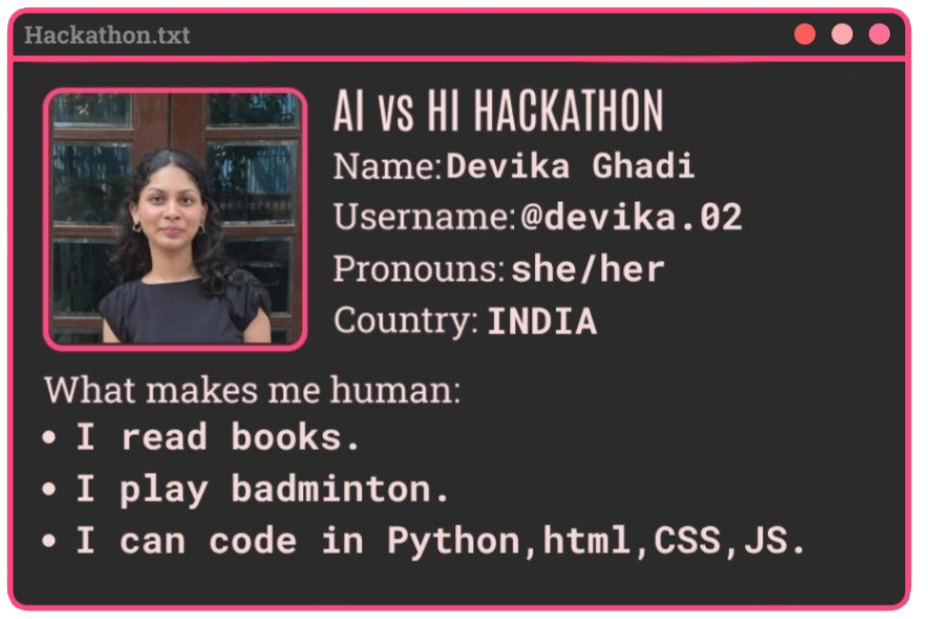 Hackathon.txt
AI vs HI HACKATHON
Name:Devika Ghadi
Username:@devika.02
Pronouns:she/her
Country: INDIA
What makes me human:
• I read books.
• I play badminton.
• I can code in Python,html,CSS,JS.